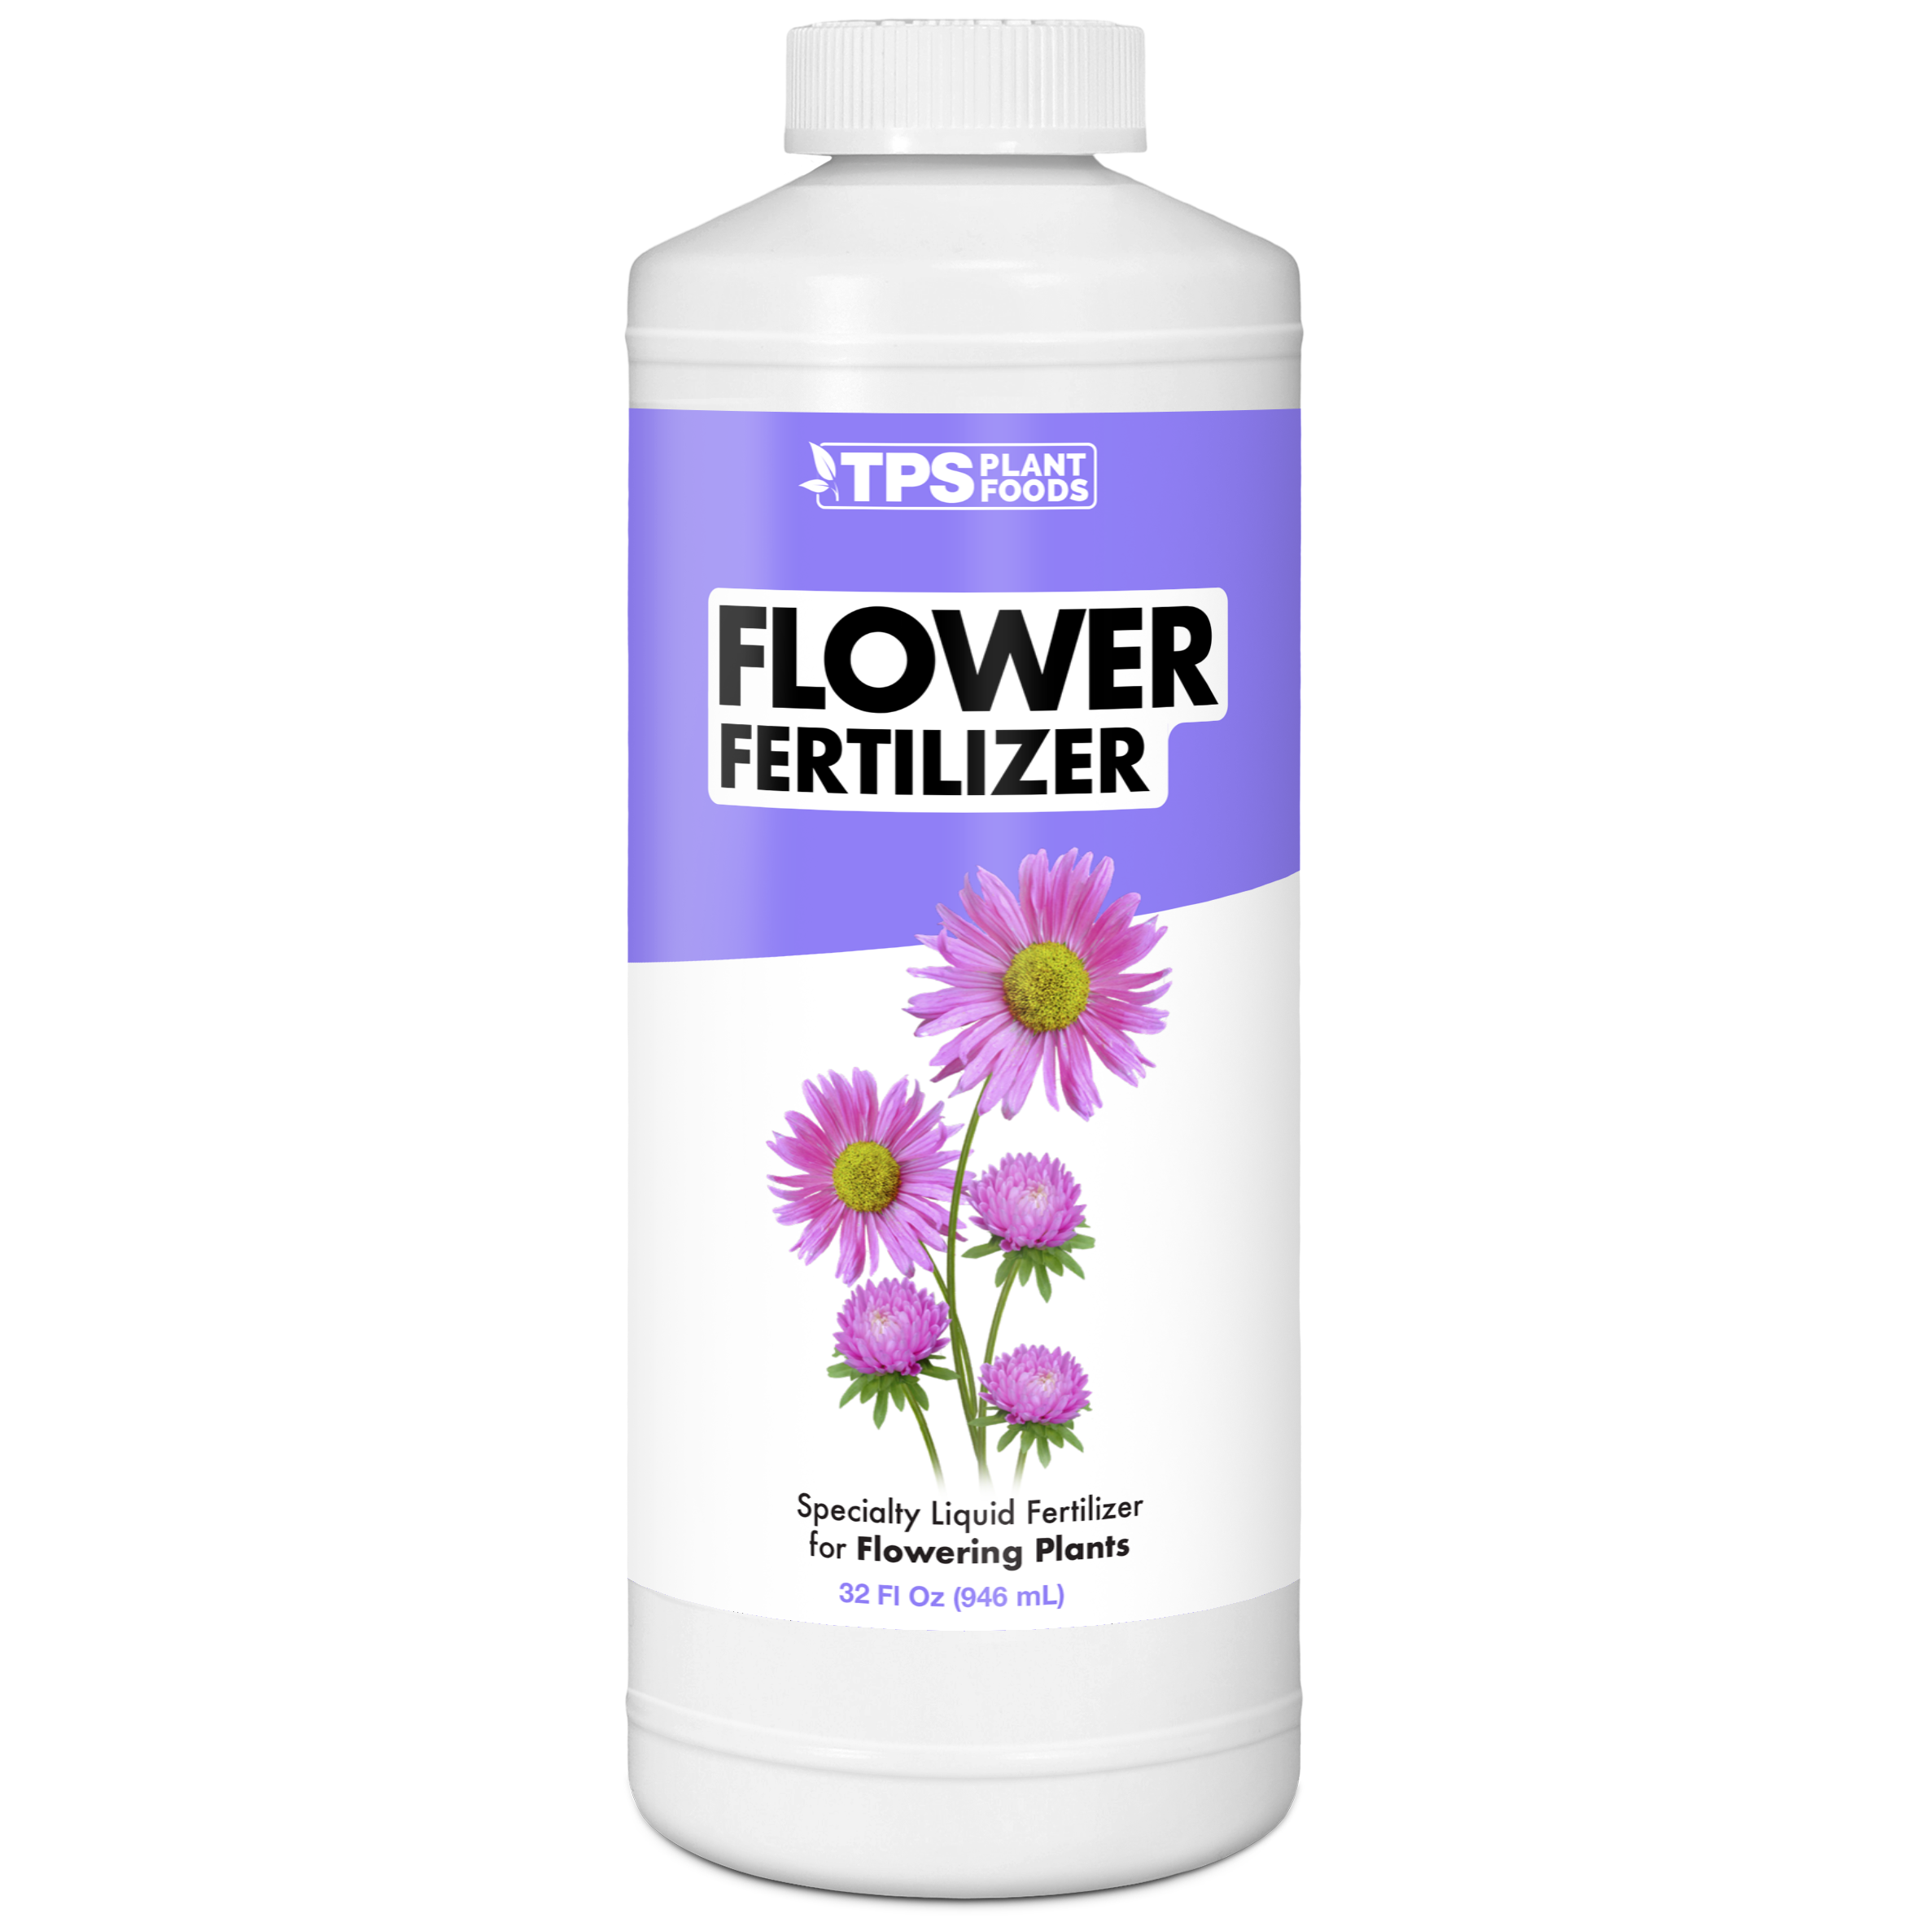 TPS PLANT FOODS
FLOWER
FERTILIZER
Specialty Liquid Fertilizer
for Flowering Plants
32 Fl Oz (946 mL)